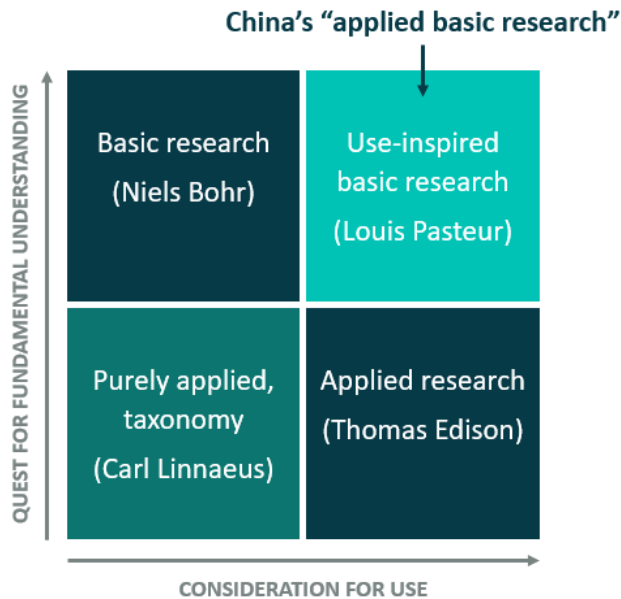 China’s “applied basic research”
QUEST FOR FUNDAMENTAL UNDERSTANDING
Basic research
(Niels Bohr)
Use-inspired
basic research
(Louis Pasteur)
Purely applied,
taxonomy
(Carl Linnaeus)
Applied research
(Thomas Edison)
CONSIDERATION FOR USE